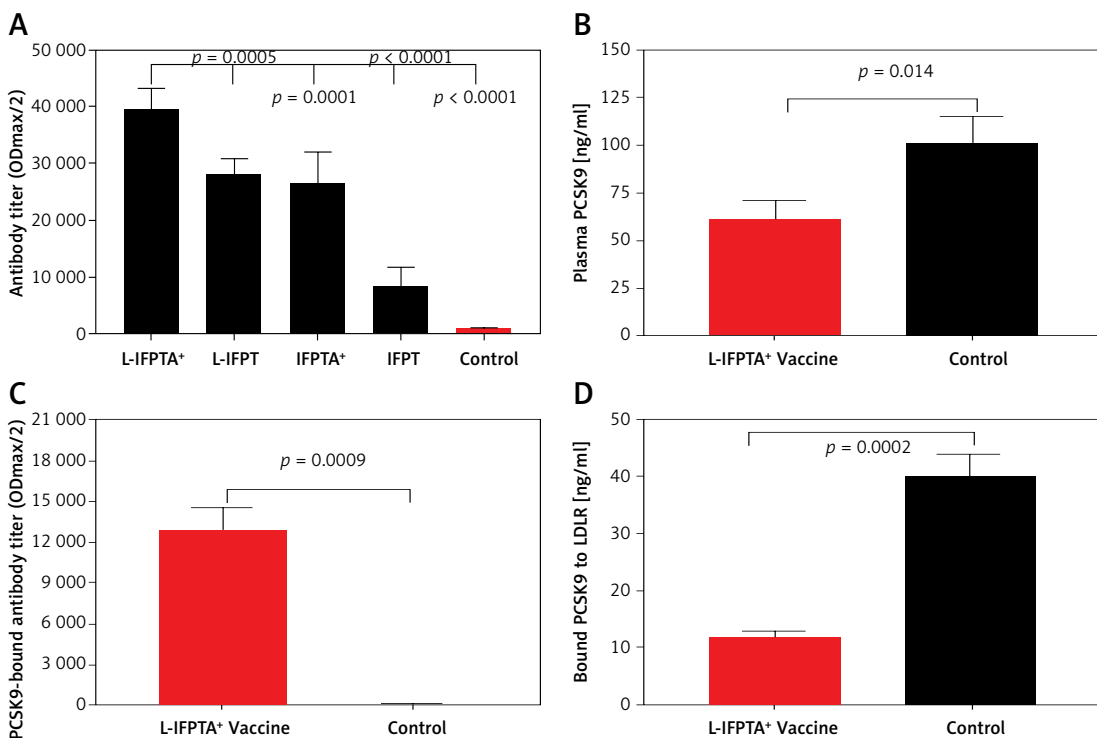 A
Antibody titer (ODmax/2)
50 000
40 000
30 000
20 000
10 000
0
p = 0.0005
p < 0.0001
p = 0.0001
p < 0.0001
L-IFPTA⁺
L-IFPT
IFPTA⁺
IFPT
Control
B
Plasma PCSK9 [ng/ml]
150
125
100
75
50
25
0
p = 0.014
L-IFPTA⁺ Vaccine
Control
C
PCSK9-bound antibody titer (ODmax/2)
21 000
18 000
15 000
12 000
9 000
6 000
3 000
0
p = 0.0009
L-IFPTA⁺ Vaccine
Control
D
Bound PCSK9 to LDLR [ng/ml]
50
40
30
20
10
0
p = 0.0002
L-IFPTA⁺ Vaccine
Control